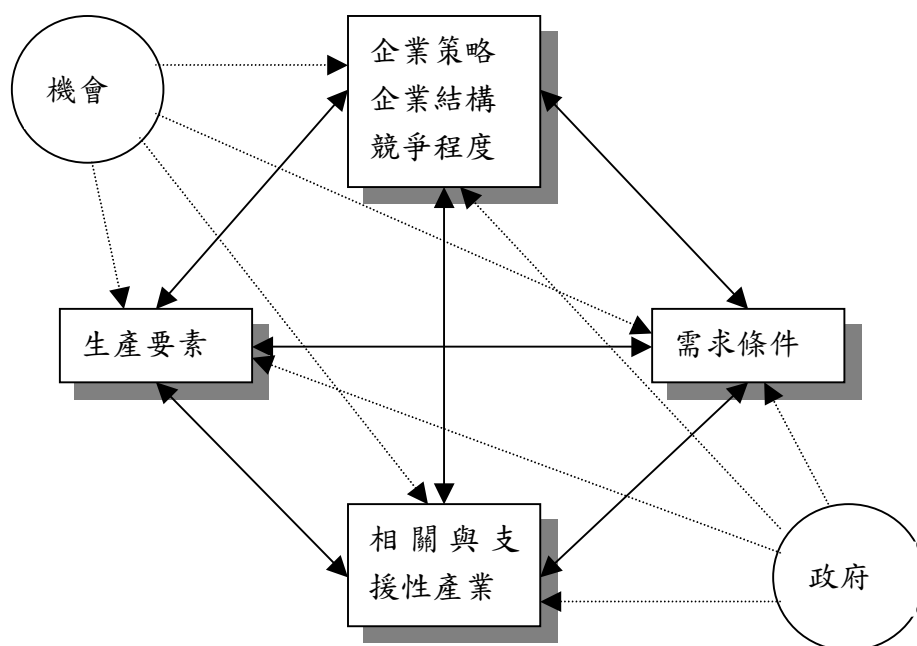 機會
企業策略
企業結構
競爭程度
生產要素
需求條件
相關與支
援性產業
政府